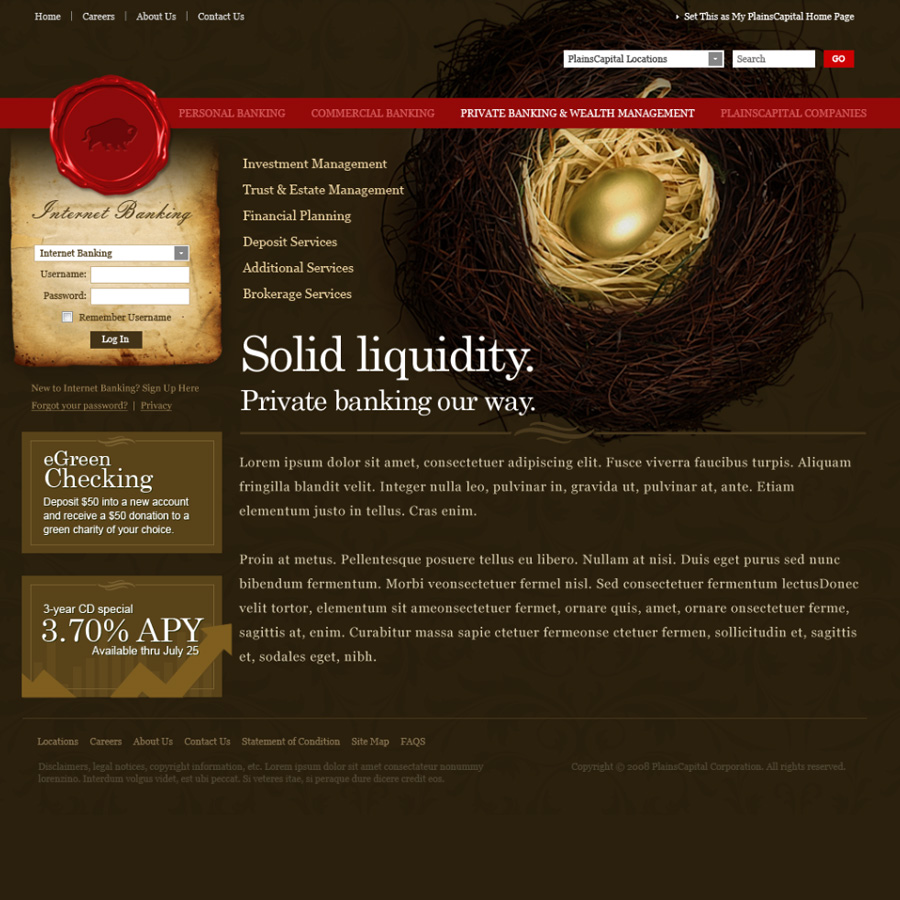 Home | Careers | About Us | Contact Us
Set This as My PlainsCapital Home Page
PlainsCapital Locations
Search
GO
PERSONAL BANKING
COMMERCIAL BANKING
PRIVATE BANKING & WEALTH MANAGEMENT
PLAINSCAPITAL COMPANIES
Internet Banking
Internet Banking
Username:
Password:
Remember Username
Log In
New to Internet Banking? Sign Up Here
Forgot your password? | Privacy
Investment Management
Trust & Estate Management
Financial Planning
Deposit Services
Additional Services
Brokerage Services
Solid liquidity.
Private banking our way.
eGreen
Checking
Deposit $50 into a new account
and receive a $50 donation to a
green charity of your choice.
3-year CD special
3.70% APY
Available thru July 25
Lorem ipsum dolor sit amet, consectetuer adipiscing elit. Fusce viverra faucibus turpis. Aliquam
fringilla blandit velit. Integer nulla leo, pulvinar in, gravida ut, pulvinar at, ante. Etiam
elementum justo in tellus. Cras enim.
Proin at metus. Pellentesque posuere tellus eu libero. Nullam at nisi. Duis eget purus sed nunc
bibendum fermentum. Morbi veonsectetuer fermel nisl. Sed consectetuer fermentum lectusDonec
velit tortor, elementum sit ameonsectetuer fermet, ornare quis, amet, ornare onsectetuer ferme,
sagittis at, enim. Curabitur massa sapie ctetuer fermeonse ctetuer fermen, sollicitudin et, sagittis
et, sodales eget, nibh.
Locations Careers About Us Contact Us Statement of Condition Site Map FAQS
Disclaimers, legal notices, copyright information, etc. Lorem ipsum dolor sit amet consectateur nonummy
lorenzino. Interdum volgus videt, est ubi peccat. Si veteres itae, si peraque dure dicere credit eos.
Copyright © 2008 PlainsCapital Corporation. All rights reserved.